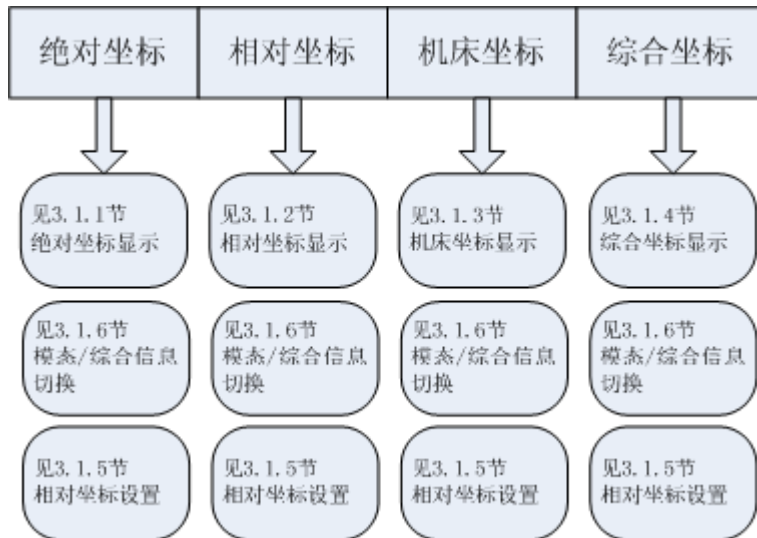 绝对坐标
相对坐标
机床坐标
综合坐标
见3.1.1节
绝对坐标显示
见3.1.2节
相对坐标显示
见3.1.3节
机床坐标显示
见3.1.4节
综合坐标显示
见3.1.6节
模态/综合信息
切换
见3.1.6节
模态/综合信息
切换
见3.1.6节
模态/综合信息
切换
见3.1.6节
模态/综合信息
切换
见3.1.5节
相对坐标设置
见3.1.5节
相对坐标设置
见3.1.5节
相对坐标设置
见3.1.5节
相对坐标设置